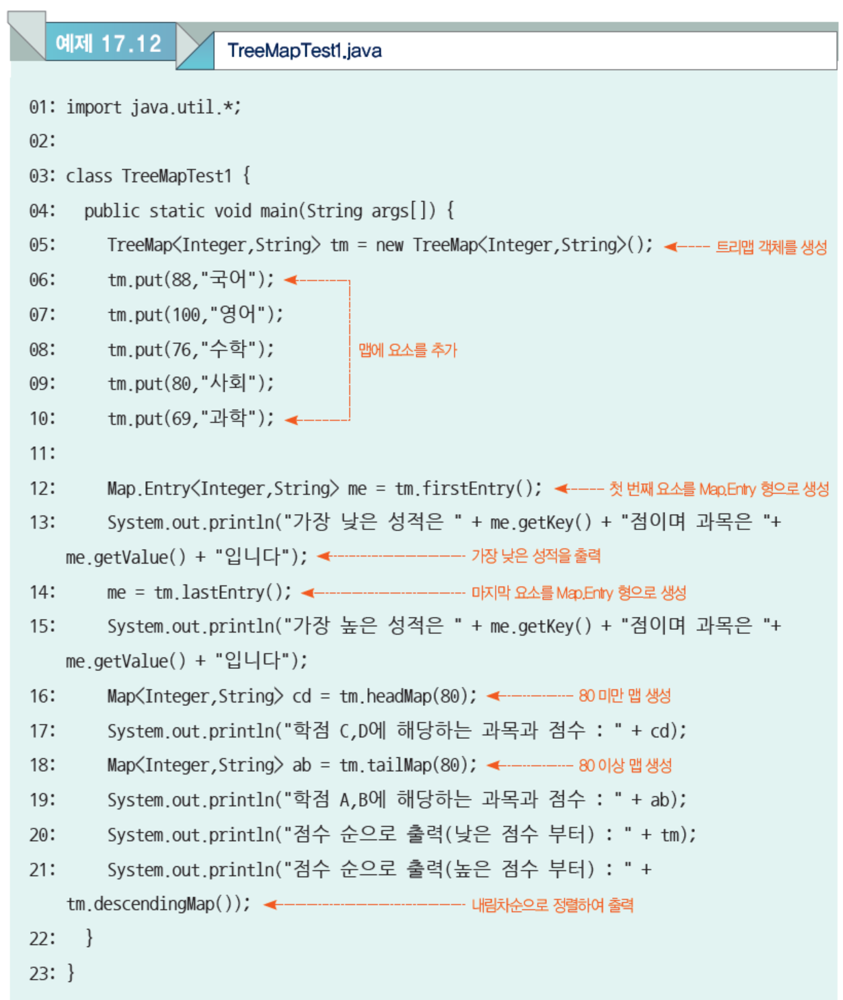 예제 17.12
TreeMapTest1.java
01: import java.util.*;
02:
03: class TreeMapTest1 {
04: public static void main(String args[]) {
05: TreeMap<Integer,String> tm = new TreeMap<Integer,String>(); 트리맵 객체를 생성
06: tm.put(88,"국어");
07: tm.put(100,"영어");
08: tm.put(76,"수학"); 맵에 요소를 추가
09: tm.put(80,"사회");
10: tm.put(69,"과학");
11:
12: Map.Entry<Integer,String> me = tm.firstEntry(); 첫 번째 요소를 Map.Entry 형으로 생성
13: System.out.println("가장 낮은 성적은 " + me.getKey() + "점이며 과목은 "+
me.getValue() + "입니다"); 가장 낮은 성적을 출력
14: me = tm.lastEntry(); 마지막 요소를 Map.Entry 형으로 생성
15: System.out.println("가장 높은 성적은 " + me.getKey() + "점이며 과목은 "+
me.getValue() + "입니다");
16: Map<Integer,String> cd = tm.headMap(80); 80 미만 맵 생성
17: System.out.println("학점 C,D에 해당하는 과목과 점수 : " + cd);
18: Map<Integer,String> ab = tm.tailMap(80); 80 이상 맵 생성
19: System.out.println("학점 A,B에 해당하는 과목과 점수 : " + ab);
20: System.out.println("점수 순으로 출력(낮은 점수 부터) : " + tm);
21: System.out.println("점수 순으로 출력(높은 점수 부터) : " +
tm.descendingMap()); 내림차순으로 정렬하여 출력
22: }
23: }